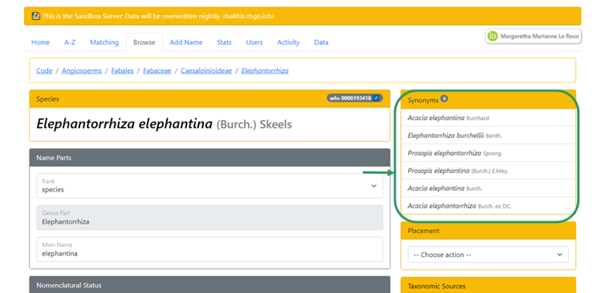 This is the Sandbox Server: Data will be overwritten nightly. rhakhis.rbge.info
Home A-Z Matching Browse Add Name Stats Users Activity Data
iD Margaretha Marianne Le Roux
Code / Angiosperms / Fabales / Fabaceae / Caesalpinioideae / Elephantorrhiza
Species wfo-0000193418
Elephantorrhiza elephantina (Burch.) Skeels
Name Parts
Rank
species
Genus Part
Elephantorrhiza
Main Name
elephantina
Nomenclatural Status
Synonyms 6
Acacia elephantina Burchard
Elephantorrhiza burchellii Benth.
Prosopis elephantorrhiza Spreng.
Prosopis elephantina (Burch.) E.Mey.
Acacia elephantina Burch.
Acacia elephantorrhiza Burch. ex DC.
Placement
-- Choose action --
Taxonomic Sources